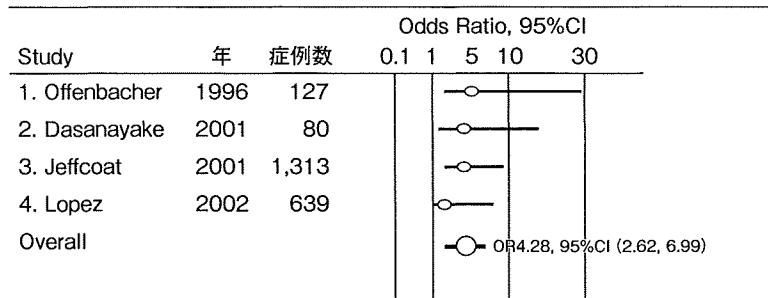 Odds Ratio, 95%CI
Study 年 症例数 0.1 1 5 10 30
1. Offenbacher 1996 127
2. Dasanayake 2001 80
3. Jeffcoat 2001 1,313
4. Lopez 2002 639
Overall OR4.28, 95%CI (2.62, 6.99)